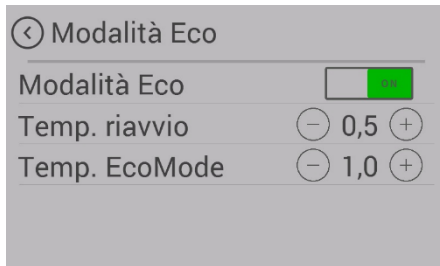 Modalità Eco
Modalità Eco ON
Temp. riavvio 0,5
Temp. EcoMode 1,0